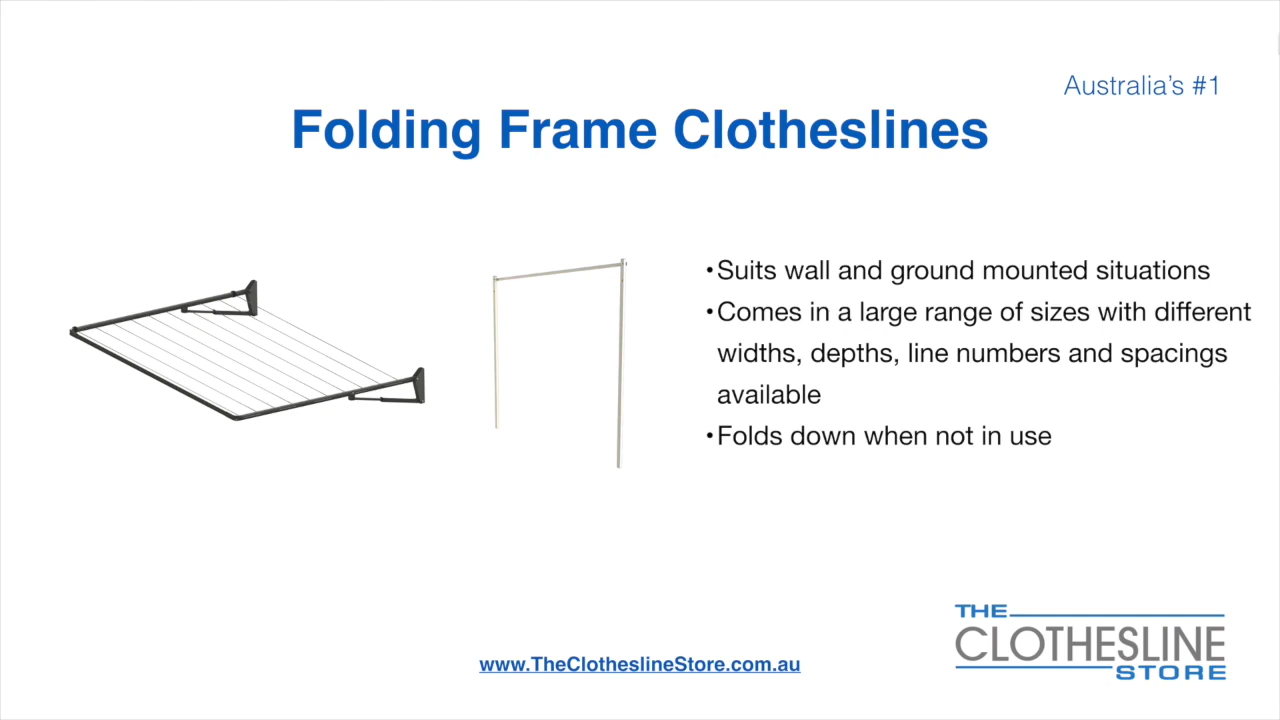 Australia's #1
Folding Frame Clotheslines
•Suits wall and ground mounted situations
•Comes in a large range of sizes with different
widths, depths, line numbers and spacings
available
•Folds down when not in use
THE
CLOTHESLINE
STORE
www.TheClotheslineStore.com.au